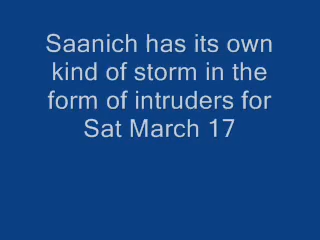 Saanich has its own
kind of storm in the
form of intruders for
Sat March 17